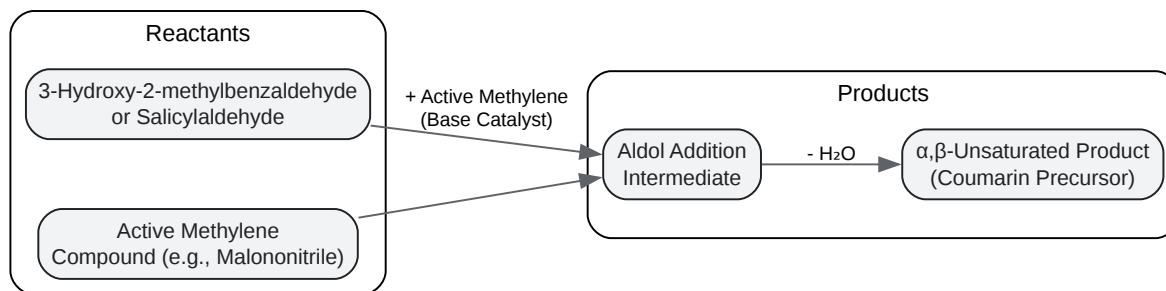 Reactants
3-Hydroxy-2-methylbenzaldehyde
or Salicylaldehyde
Active Methylene
Compound (e.g., Malononitrile)
+ Active Methylene
(Base Catalyst)
Products
Aldol Addition
Intermediate
- H₂O
α,β-Unsaturated Product
(Coumarin Precursor)